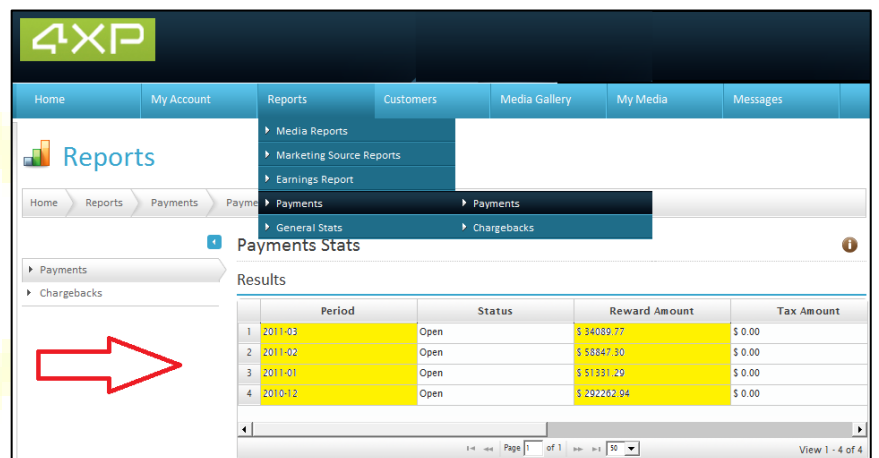 4XP
Home My Account Reports Customers Media Gallery My Media Messages
Media Reports
Reports
Marketing Source Reports
Earnings Report
Home Reports Payments Payme Payments Payments
General Stats Chargebacks
Payments Stats
Payments
Chargebacks
Results
Period Status Reward Amount Tax Amount
1 2011-03 Open $ 34089.77 $ 0.00
2 2011-02 Open $ 58847.30 $ 0.00
3 2011-01 Open $ 51331.29 $ 0.00
4 2010-12 Open $ 292262.94 $ 0.00
Page 1 of 1 50 View 1 - 4 of 4